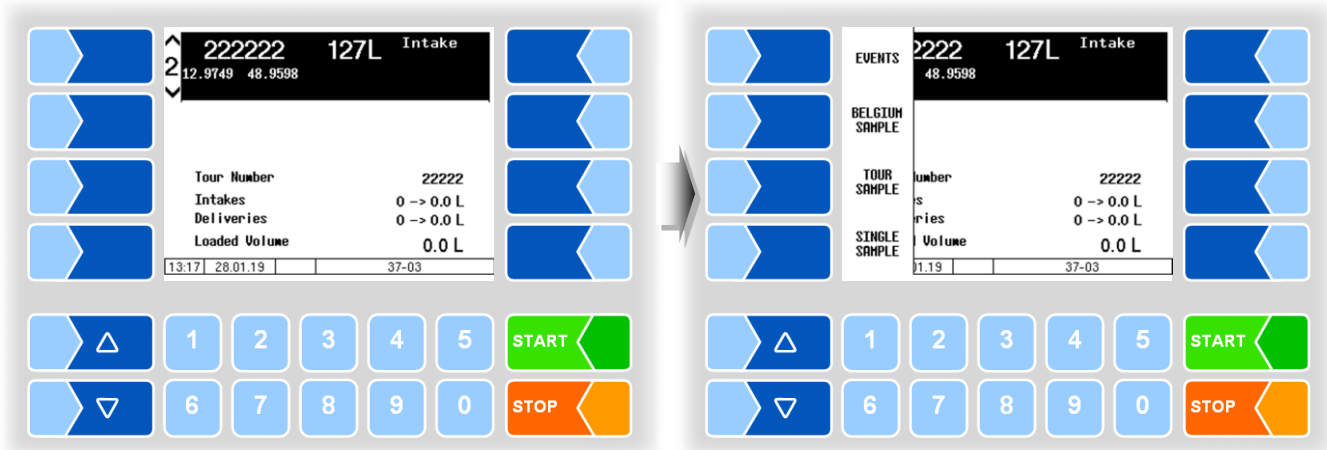 222222 127L Intake
2
12.9749 48.9598
Tour Number 22222
Intakes 0 -> 0.0 L
Deliveries 0 -> 0.0 L
Loaded Volume 0.0 L
13:17 28.01.19 37-03
1 2 3 4 5 START
6 7 8 9 0 STOP
EVENTS 2222 127L Intake
48.9598
BELGIUM
SAMPLE
TOUR
SAMPLE
umber 22222
s 0 -> 0.0 L
ries 0 -> 0.0 L
SINGLE
SAMPLE
Volume 0.0 L
01.19 37-03
1 2 3 4 5 START
6 7 8 9 0 STOP